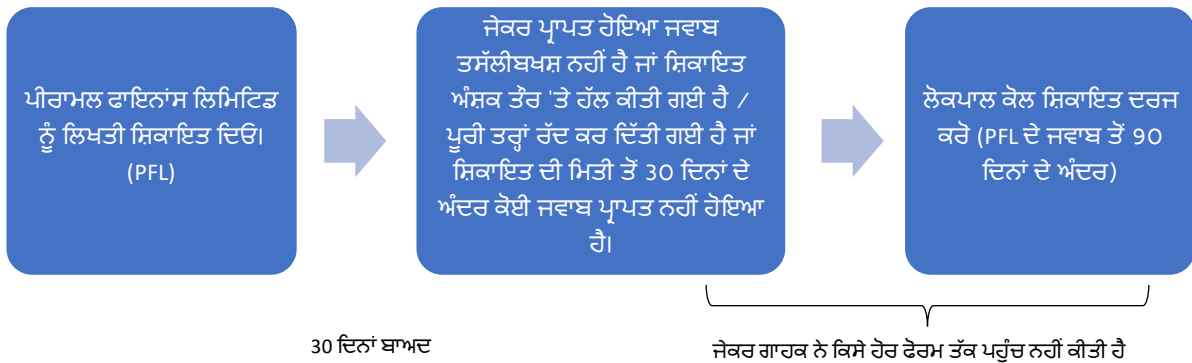 ਪੀਰਾਮਲ ਫਾਇਨਾਂਸ ਲਿਮਿਟਿਡ
ਨੂੰ ਲਿਖਤੀ ਸ਼ਿਕਾਇਤ ਦਿਓ।
(PFL)
ਜੇਕਰ ਪ੍ਰਾਪਤ ਹੋਇਆ ਜਵਾਬ
ਤਸੱਲੀਬਖਸ਼ ਨਹੀਂ ਹੈ ਜਾਂ ਸ਼ਿਕਾਇਤ
ਅੰਸ਼ਕ ਤੌਰ 'ਤੇ ਹੱਲ ਕੀਤੀ ਗਈ ਹੈ /
ਪੂਰੀ ਤਰ੍ਹਾਂ ਰੱਦ ਕਰ ਦਿੱਤੀ ਗਈ ਹੈ ਜਾਂ
ਸ਼ਿਕਾਇਤ ਦੀ ਮਿਤੀ ਤੋਂ 30 ਦਿਨਾਂ ਦੇ
ਅੰਦਰ ਕੋਈ ਜਵਾਬ ਪ੍ਰਾਪਤ ਨਹੀਂ ਹੋਇਆ
ਹੈ।
ਲੋਕਪਾਲ ਕੋਲ ਸ਼ਿਕਾਇਤ ਦਰਜ
ਕਰੋ (PFL ਦੇ ਜਵਾਬ ਤੋਂ 90
ਦਿਨਾਂ ਦੇ ਅੰਦਰ)
30 ਦਿਨਾਂ ਬਾਅਦ
ਜੇਕਰ ਗਾਹਕ ਨੇ ਕਿਸੇ ਹੋਰ ਫੋਰਮ ਤੱਕ ਪਹੁੰਚ ਨਹੀਂ ਕੀਤੀ ਹੈ